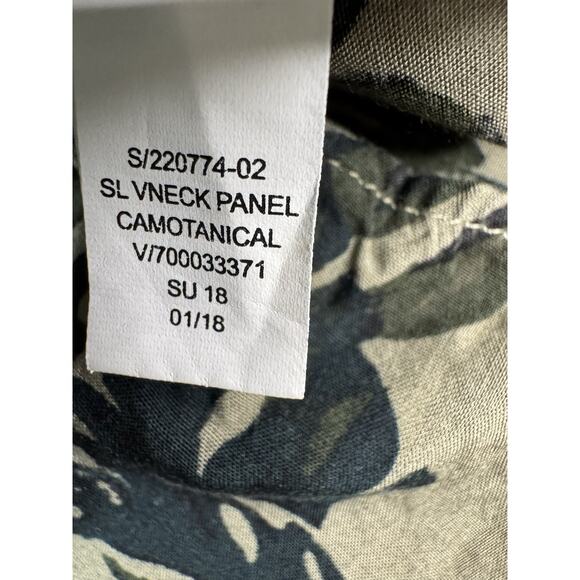 S/220774-02
SL VNECK PANEL
CAMOTANICAL
V/700033371
SU 18
01/18